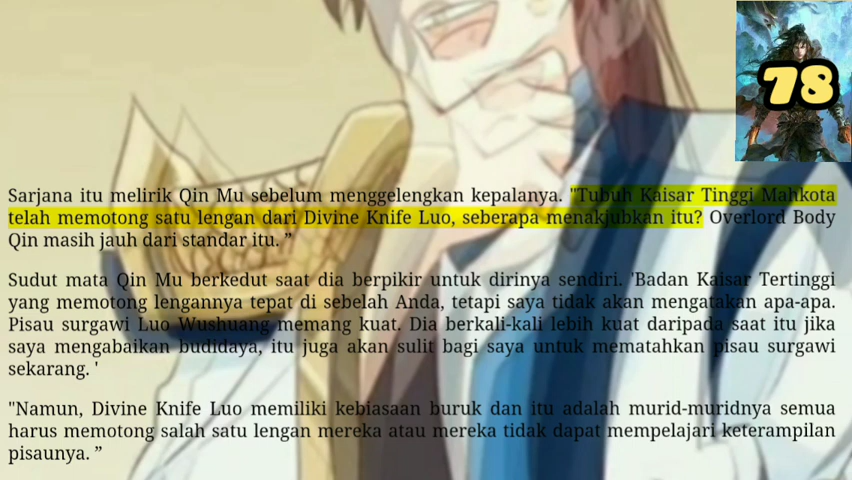 78
Sarjana itu melirik Qin Mu sebelum menggelengkan kepalanya. "Tubuh Kaisar Tinggi Mahkota
telah memotong satu lengan dari Divine Knife Luo, seberapa menakjubkan itu? Overlord Body
Qin masih jauh dari standar itu. ”
Sudut mata Qin Mu berkedut saat dia berpikir untuk dirinya sendiri. 'Badan Kaisar Tertinggi
yang memotong lengannya tepat di sebelah Anda, tetapi saya tidak akan mengatakan apa-apa.
Pisau surgawi Luo Wushuang memang kuat. Dia berkali-kali lebih kuat daripada saat itu jika
saya mengabaikan budidaya, itu juga akan sulit bagi saya untuk mematahkan pisau surgawi
sekarang. '
"Namun, Divine Knife Luo memiliki kebiasaan buruk dan itu adalah murid-muridnya semua
harus memotong salah satu lengan mereka atau mereka tidak dapat mempelajari keterampilan
pisaunya. ”